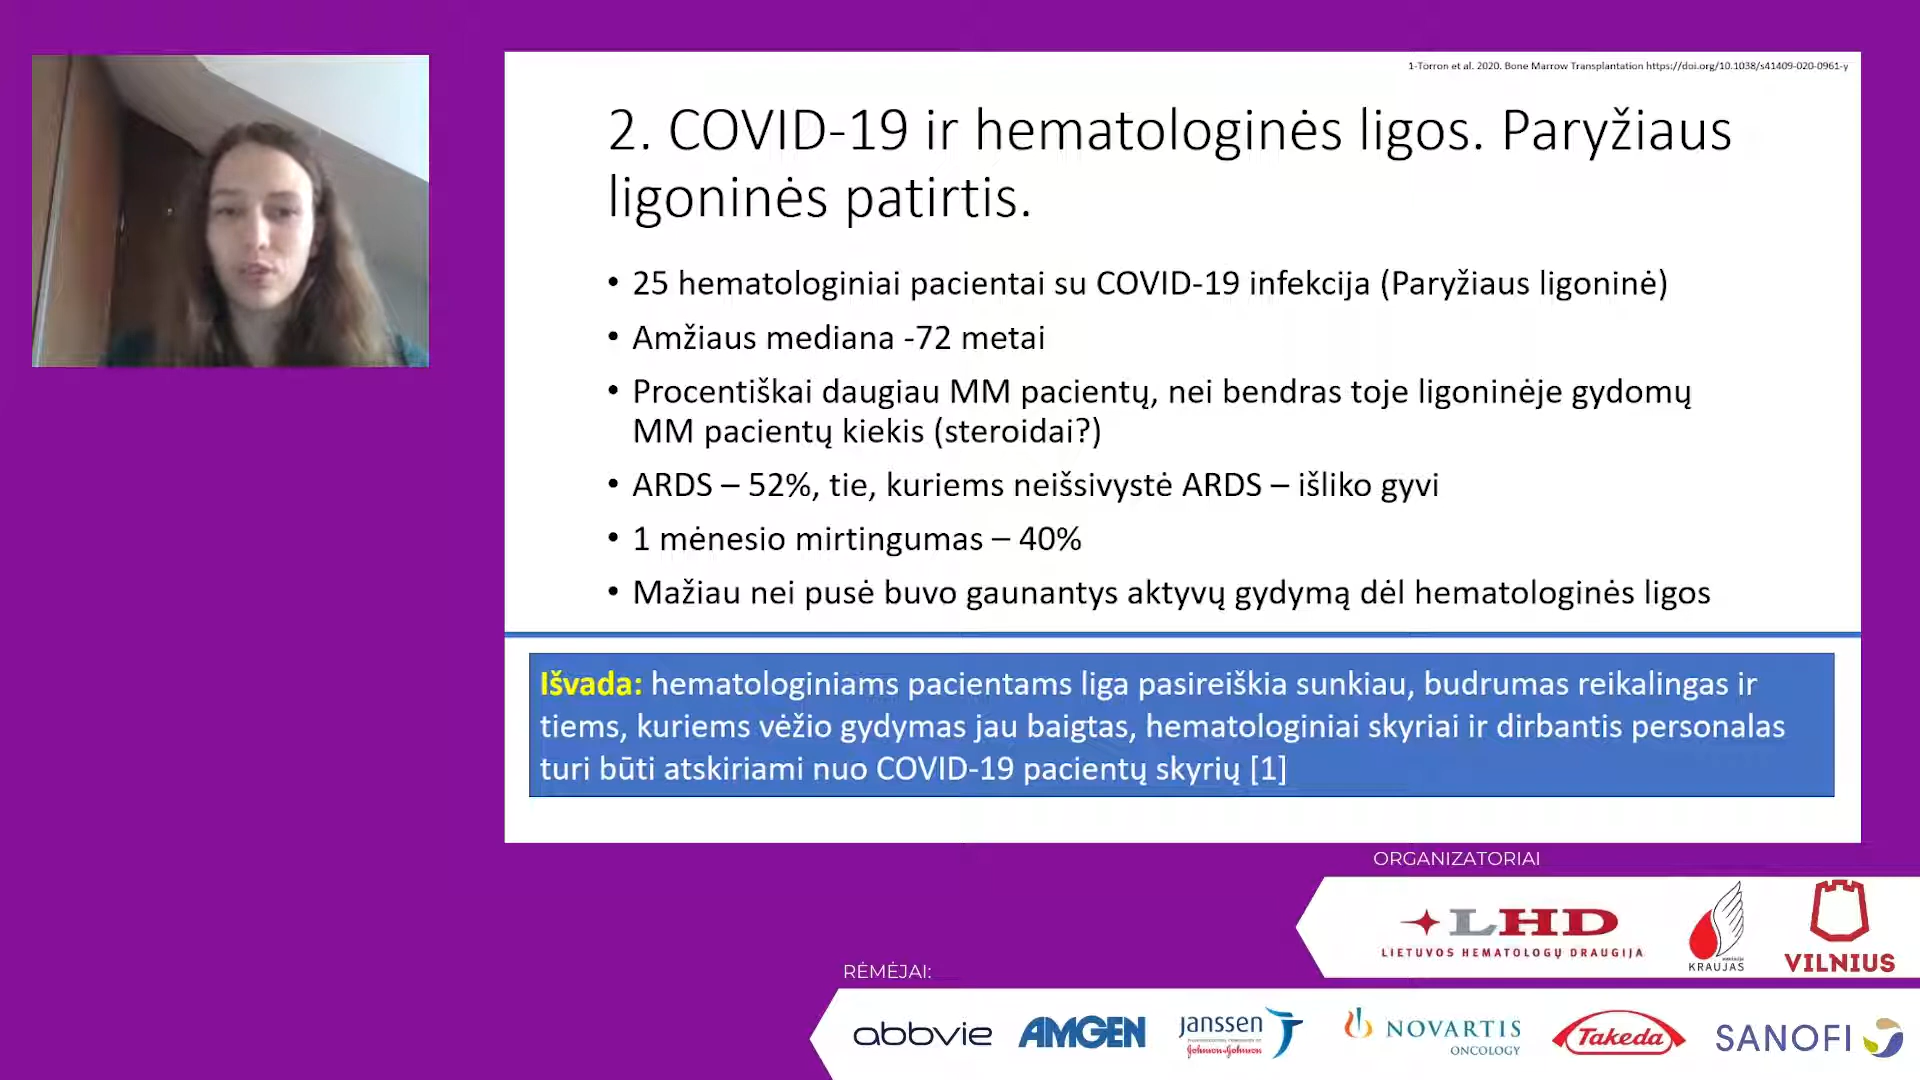 1-Torron et al. 2020. Bone Marrow Transplantation https://doi.org/10.1038/s41409-020-0961-y
2. COVID-19 ir hematologinės ligos. Paryžiaus
ligoninės patirtis.
• 25 hematologiniai pacientai su COVID-19 infekcija (Paryžiaus ligoninė)
• Amžiaus mediana -72 metai
• Procentiškai daugiau MM pacientų, nei bendras toje ligoninėje gydomų
MM pacientų kiekis (steroidai?)
• ARDS – 52%, tie, kuriems neišsivystė ARDS – išliko gyvi
• 1 mėnesio mirtingumas – 40%
• Mažiau nei pusė buvo gaunantys aktyvų gydymą dėl hematologinės ligos
Išvada: hematologiniams pacientams liga pasireiškia sunkiau, budrumas reikalingas ir
tiems, kuriems vėžio gydymas jau baigtas, hematologiniai skyriai ir dirbantis personalas
turi būti atskiriami nuo COVID-19 pacientų skyrių [1]
ORGANIZATORIAI
LHD
LIETUVOS HEMATOLOGŲ DRAUGIJA
KRAUJAS
VILNIUS
RĖMĖJAI:
abbvie
AMGEN
janssen
Johnson & Johnson
NOVARTIS
ONCOLOGY
Takeda
SANOFI